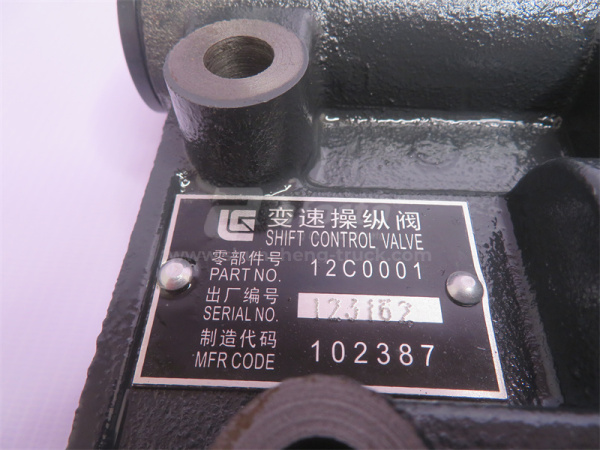 变速操纵阀
SHIFT CONTROL VALVE
零部件号
PART NO. 12C0001
出厂编号
SERIAL NO. 123162
制造代码
MFR CODE 102387